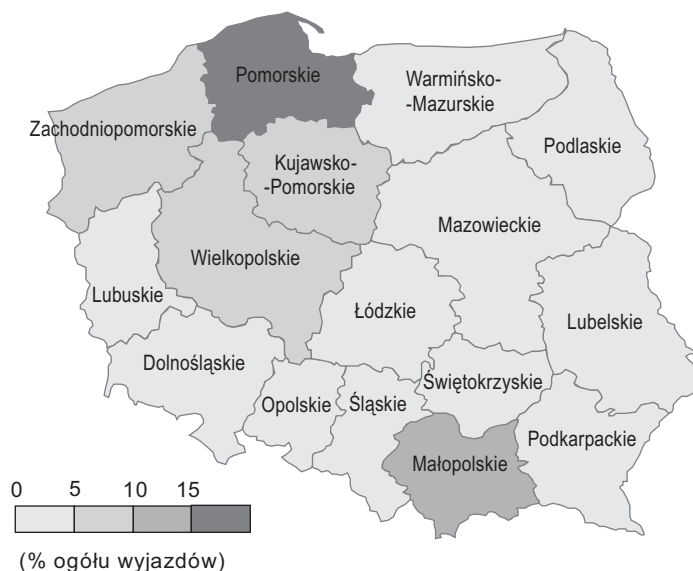 Pomorskie
Warmińsko-
-Mazurskie
Zachodniopomorskie
Podlaskie
Kujawsko-
-Pomorskie
Mazowieckie
Wielkopolskie
Lubuskie
Łódzkie
Lubelskie
Dolnośląskie
Świętokrzyskie
Opolskie
Śląskie
Podkarpackie
Małopolskie
0 5 10 15
(% ogółu wyjazdów)